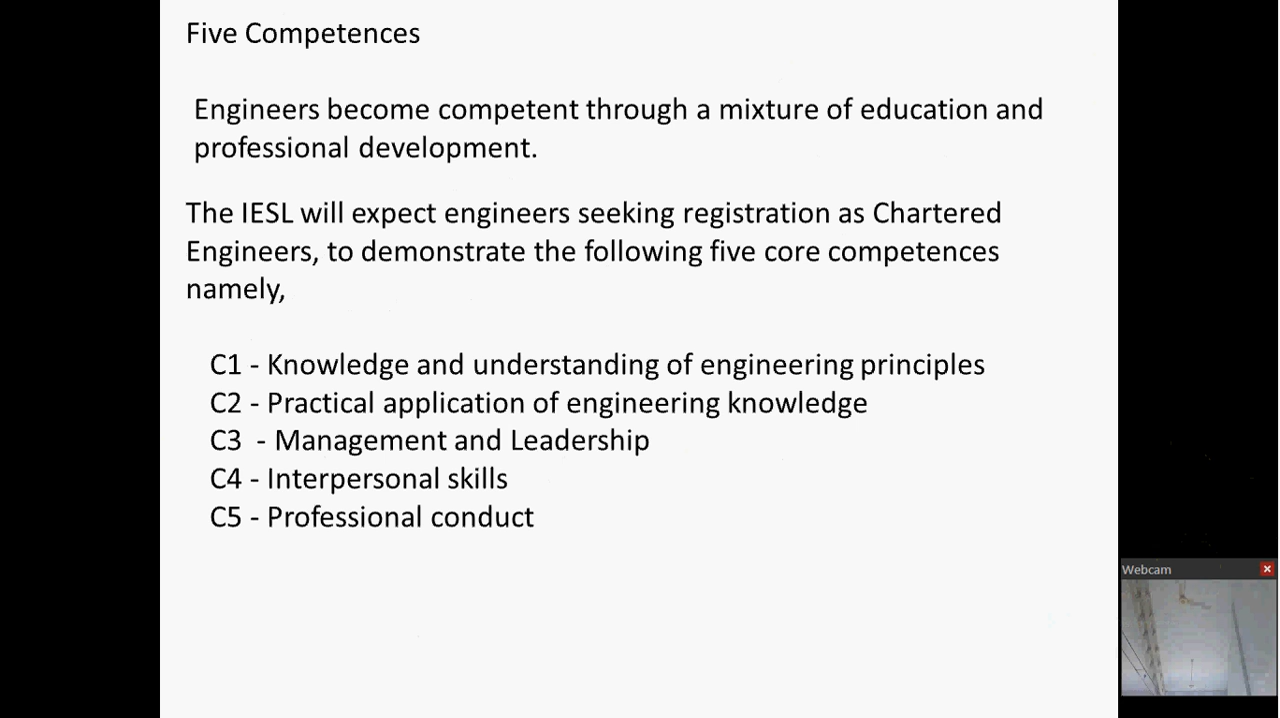 Five Competences
Engineers become competent through a mixture of education and
professional development.
The IESL will expect engineers seeking registration as Chartered
Engineers, to demonstrate the following five core competences
namely,
C1 - Knowledge and understanding of engineering principles
C2 - Practical application of engineering knowledge
C3  - Management and Leadership
C4 - Interpersonal skills
C5 - Professional conduct
Webcam